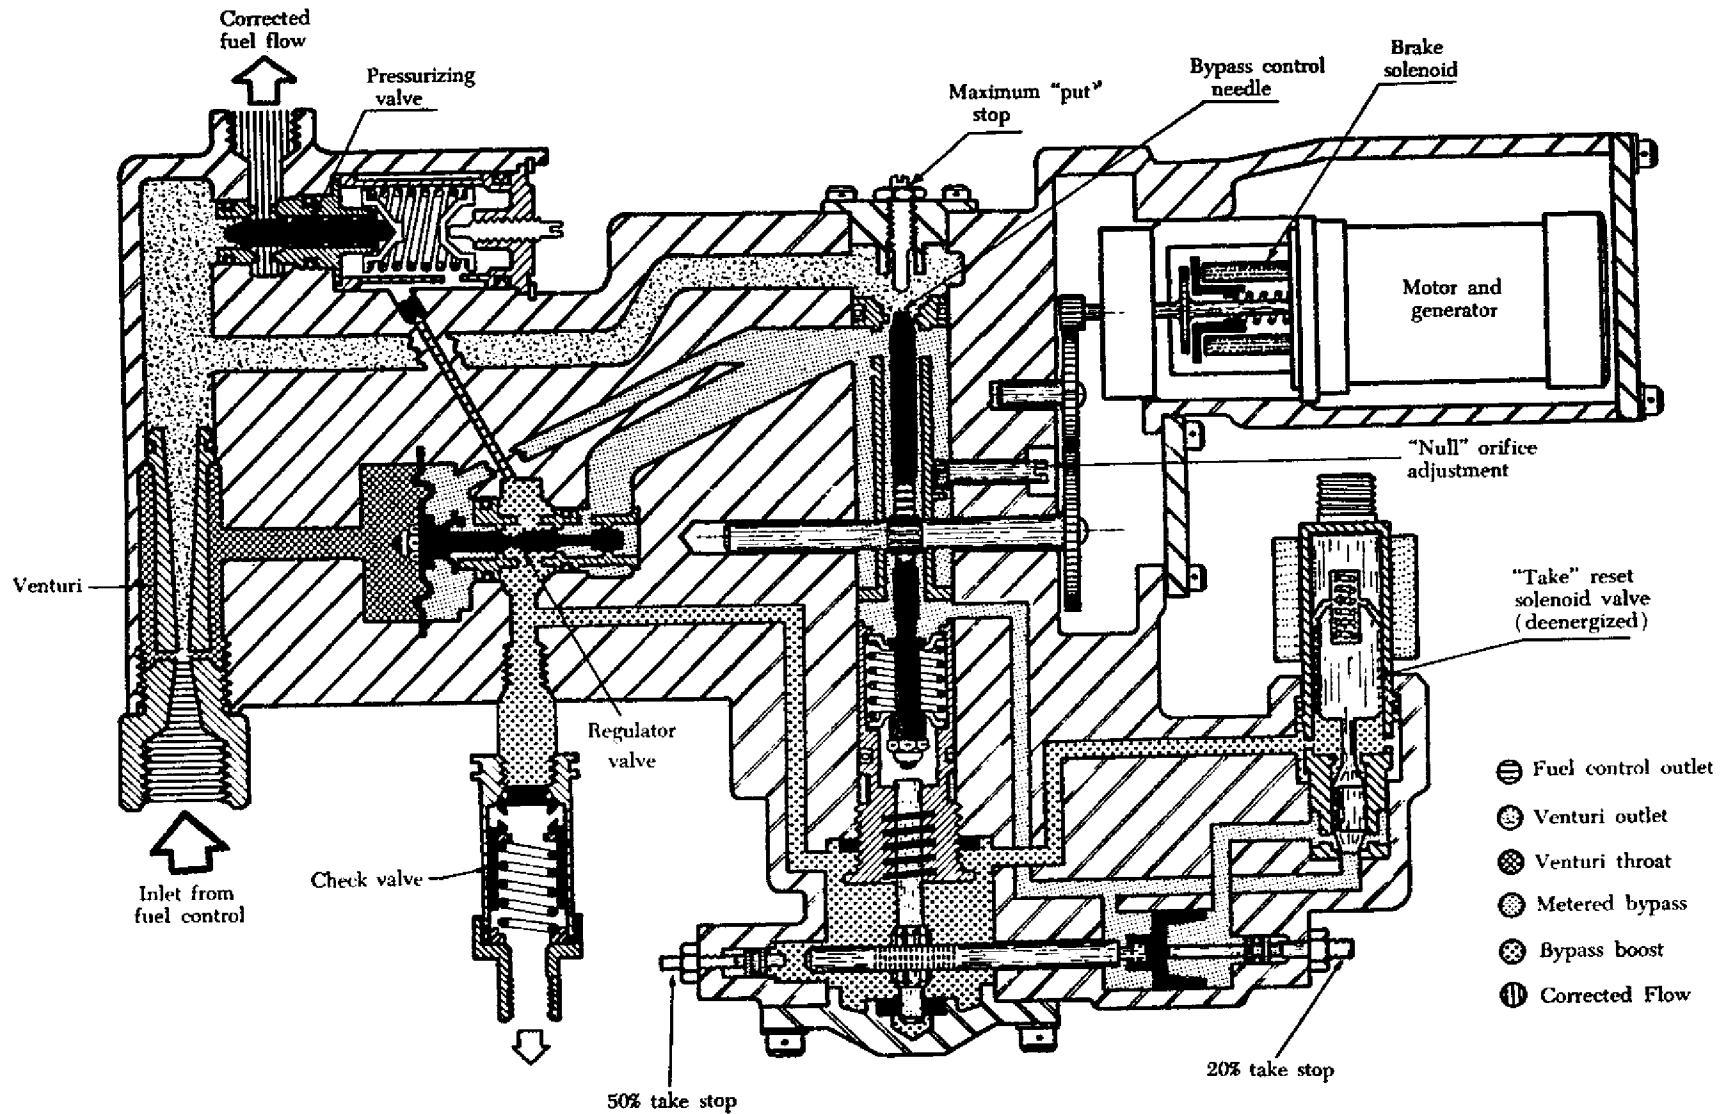 Corrected
fuel flow
Pressurizing
valve
Maximum "put"
stop
Bypass control
needle
Brake
solenoid
Motor and
generator
"Null" orifice
adjustment
Venturi
"Take" reset
solenoid valve
(deenergized)
Regulator
valve
Check valve
Inlet from
fuel control
50% take stop
20% take stop
Fuel control outlet
Venturi outlet
Venturi throat
Metered bypass
Bypass boost
Corrected Flow